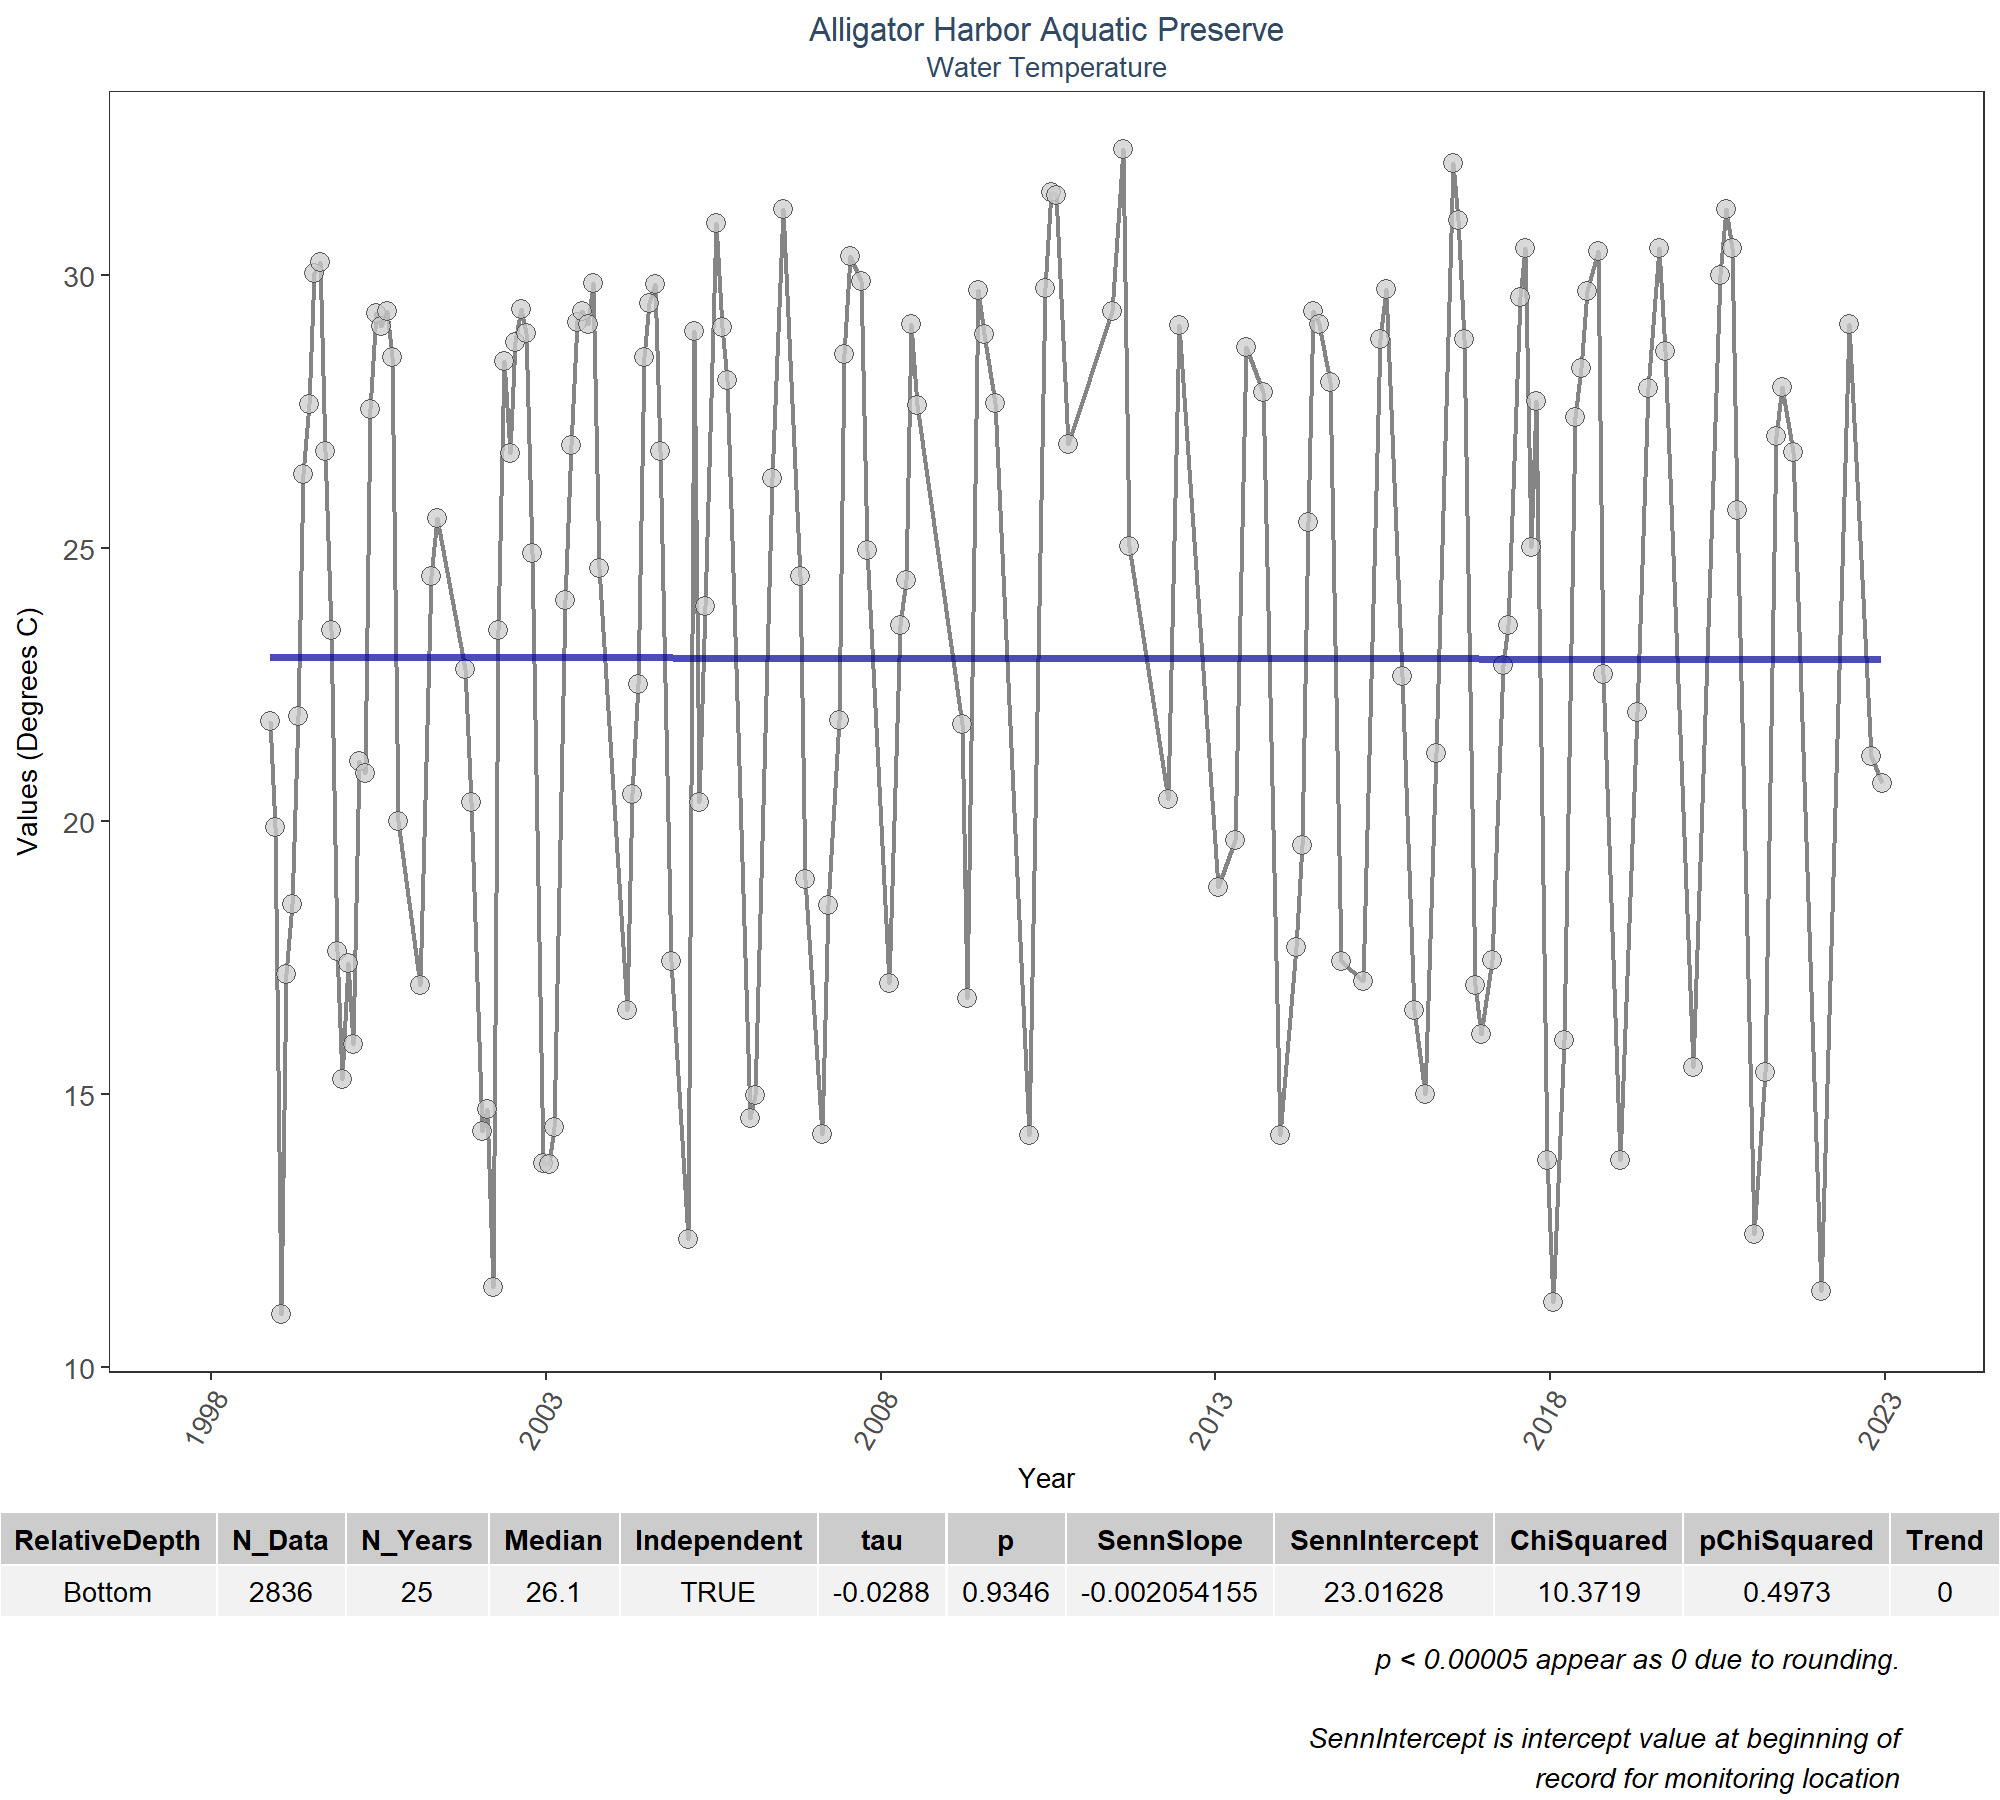 Alligator Harbor Aquatic Preserve
Water Temperature
Values (Degrees C)
30
25
20
15
10
1998 2003 2008 2013 2018 2023
Year
RelativeDepth N_Data N_Years Median Independent tau p SennSlope SennIntercept ChiSquared pChiSquared Trend
Bottom 2836 25 26.1 TRUE -0.0288 0.9346 -0.002054155 23.01628 10.3719 0.4973 0
p < 0.00005 appear as 0 due to rounding.
SennIntercept is intercept value at beginning of
record for monitoring location